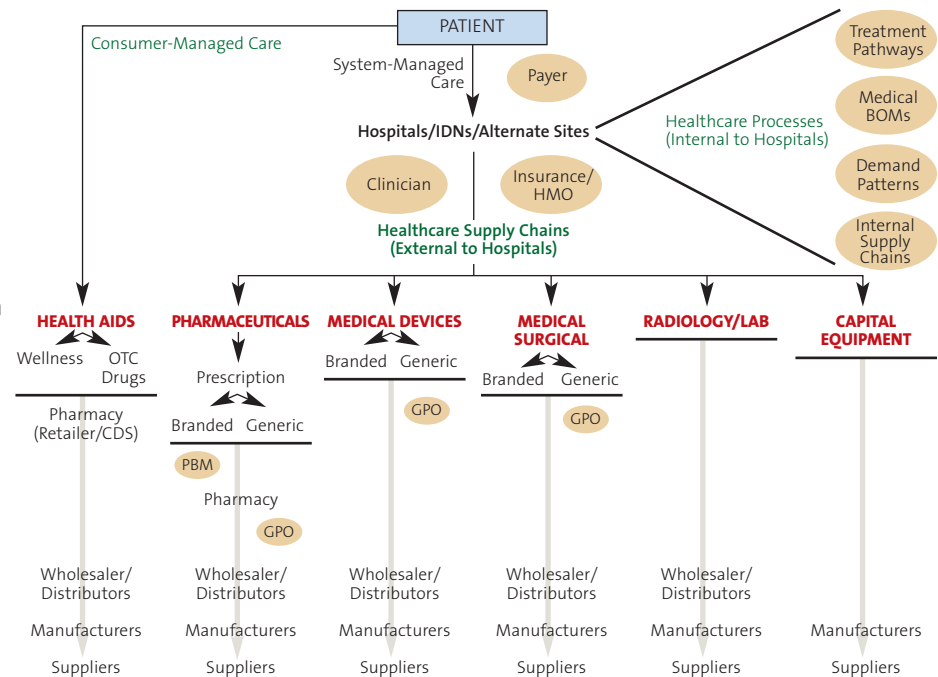 PATIENT
Consumer-Managed Care
System-Managed
Care
Payer
Hospitals/IDNs/Alternate Sites
Healthcare Processes
(Internal to Hospitals)
Treatment
Pathways
Medical
BOMs
Demand
Patterns
Internal
Supply
Chains
Clinician
Insurance/
HMO
Healthcare Supply Chains
(External to Hospitals)
HEALTH AIDS
Wellness
OTC
Drugs
Pharmacy
(Retailer/CDS)
Wholesaler/
Distributors
Manufacturers
Suppliers
PHARMACEUTICALS
Prescription
Branded
Generic
PBM
Pharmacy
GPO
Wholesaler/
Distributors
Manufacturers
Suppliers
MEDICAL DEVICES
Branded
Generic
GPO
Wholesaler/
Distributors
Manufacturers
Suppliers
MEDICAL
SURGICAL
Branded
Generic
GPO
Wholesaler/
Distributors
Manufacturers
Suppliers
RADIOLOGY/LAB
Wholesaler/
Distributors
Manufacturers
Suppliers
CAPITAL
EQUIPMENT
Manufacturers
Suppliers